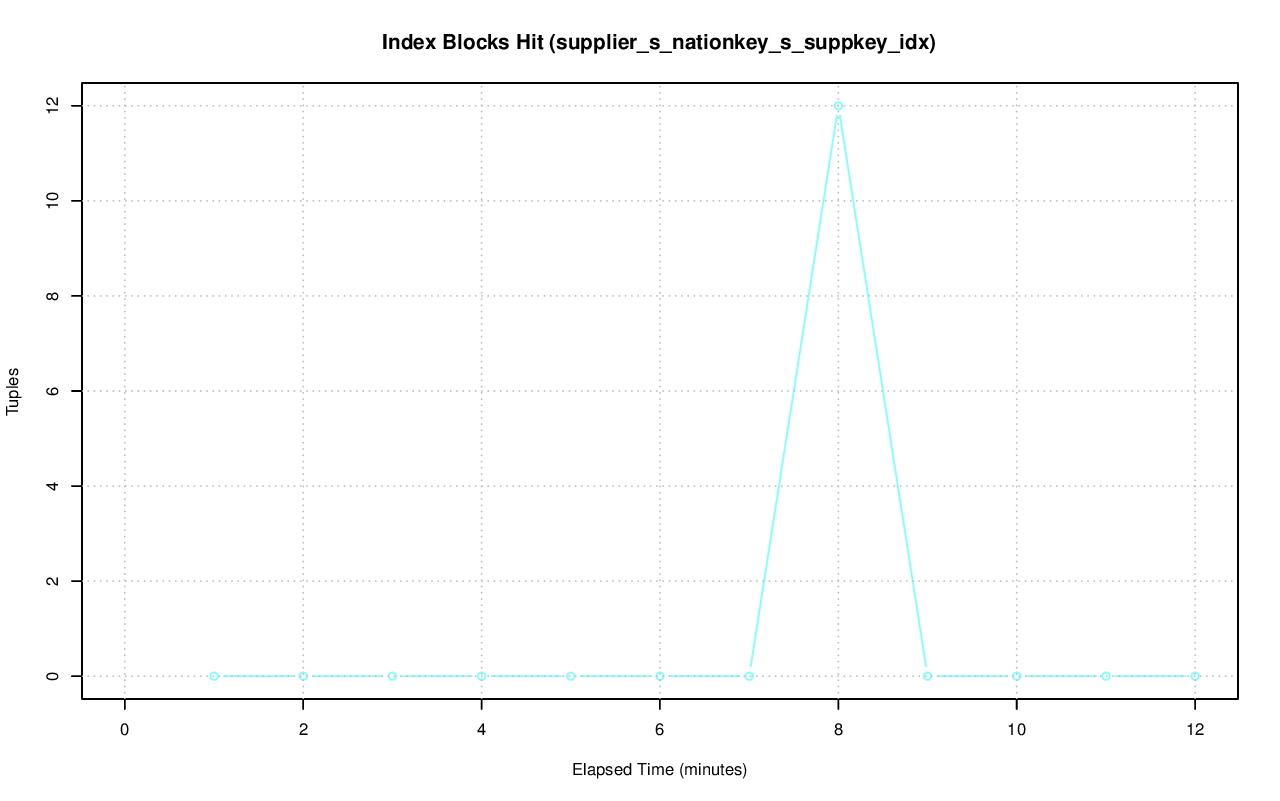 Index Blocks Hit (supplier_s_nationkey_s_suppkey_idx)
12
10
8
6
4
2
0
Tuples
0 2 4 6 8 10 12
Elapsed Time (minutes)